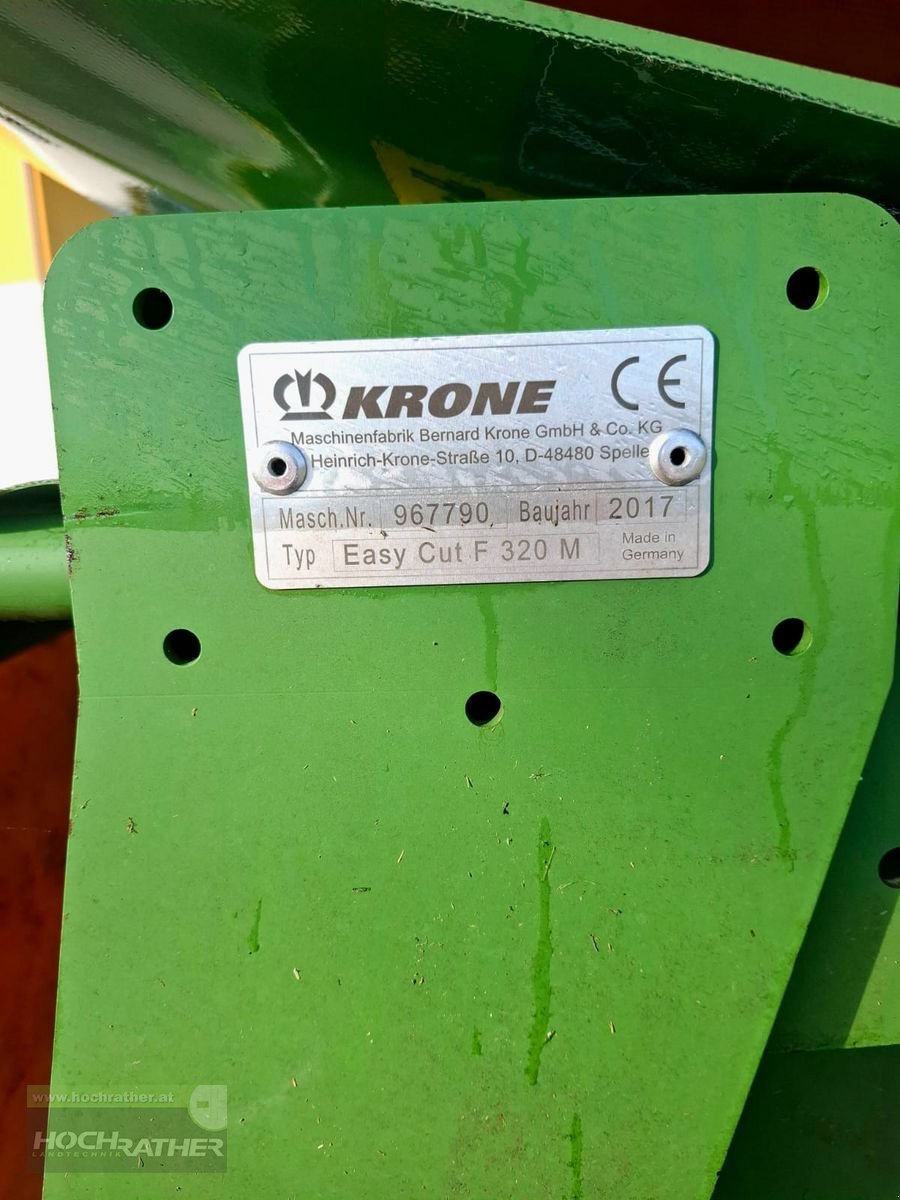 KRONE CE
Maschinenfabrik Bernard Krone GmbH & Co. KG
Heinrich-Krone-Straße 10, D-48480 Spelle
Masch.Nr. 967790 Baujahr 2017
Typ Easy Cut F 320 M Made in
Germany
www.hochrather.at
HOCHRATHER
LANDTECHNIK